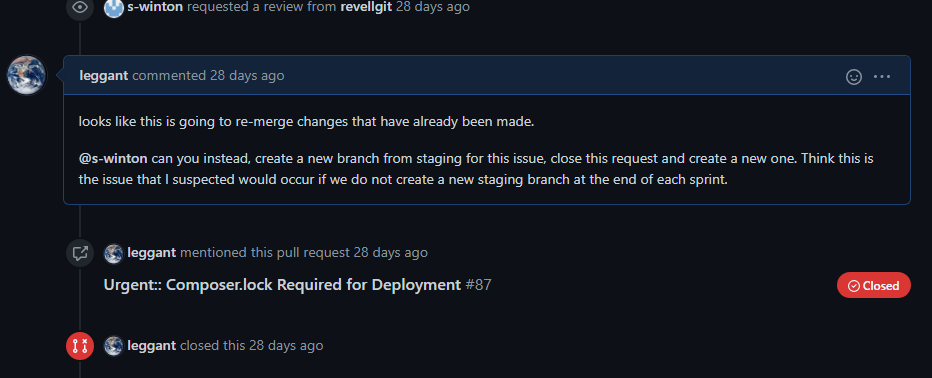 s-winton requested a review from revellgit 28 days ago
leggant commented 28 days ago
looks like this is going to re-merge changes that have already been made.
@s-winton can you instead, create a new branch from staging for this issue, close this request and create a new one. Think this is
the issue that I suspected would occur if we do not create a new staging branch at the end of each sprint.
leggant mentioned this pull request 28 days ago
Urgent:: Composer.lock Required for Deployment #87
Closed
leggant closed this 28 days ago